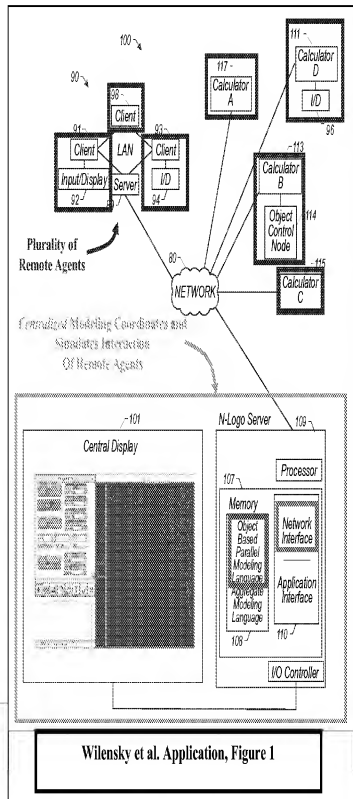 100
90
98
Client
91
93
Client
LAN
Client
Input/Display
Server
I/D
92
94
Plurality of
Remote Agents
117
Calculator
A
111
Calculator
D
I/D
96
113
Calculator
B
Object
Control
Node
114
115
Calculator
C
80
NETWORK
Centralized Modeling Coordinates and
Simulates Interaction
Of Remote Agents
101
Central Display
N-Logo Server
109
Processor
107
Memory
Object
Based
Parallel
Modeling
Language
Aggregate
Modeling
Language
108
Network
Interface
Application
Interface
110
I/O Controller
Wilensky et al. Application, Figure 1